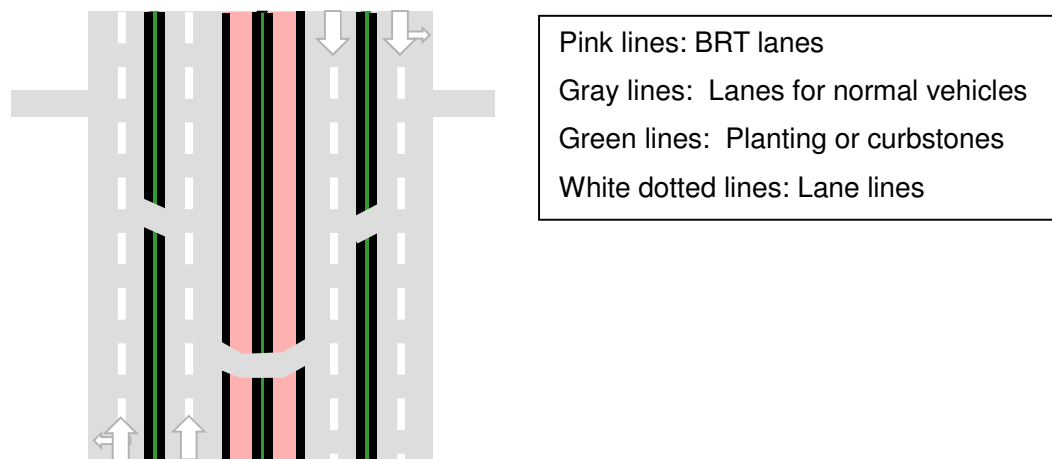 Pink lines: BRT lanes
Gray lines:  Lanes for normal vehicles
Green lines:  Planting or curbstones
White dotted lines: Lane lines